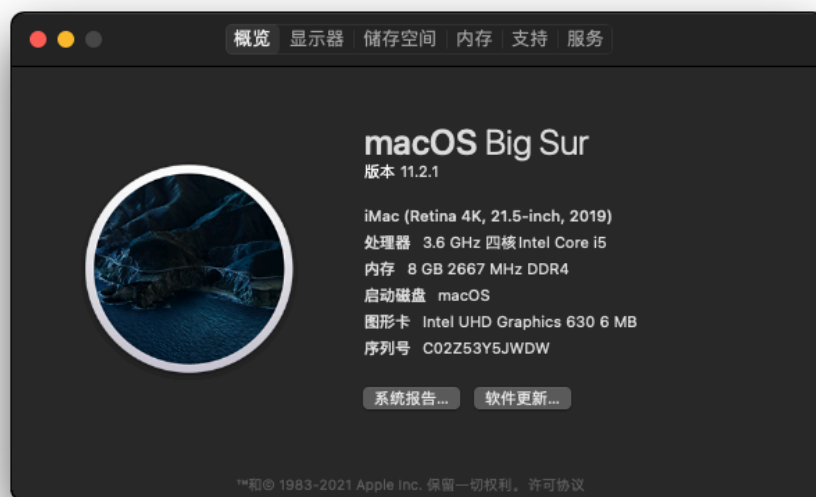 概览 显示器 储存空间 内存 支持 服务
macOS Big Sur
版本 11.2.1
iMac (Retina 4K, 21.5-inch, 2019)
处理器 3.6 GHz 四核Intel Core i5
内存 8 GB 2667 MHz DDR4
启动磁盘 macOS
图形卡 Intel UHD Graphics 630 6 MB
序列号 C02Z53Y5JWDW
系统报告... 软件更新...
™和© 1983-2021 Apple Inc. 保留一切权利。许可协议